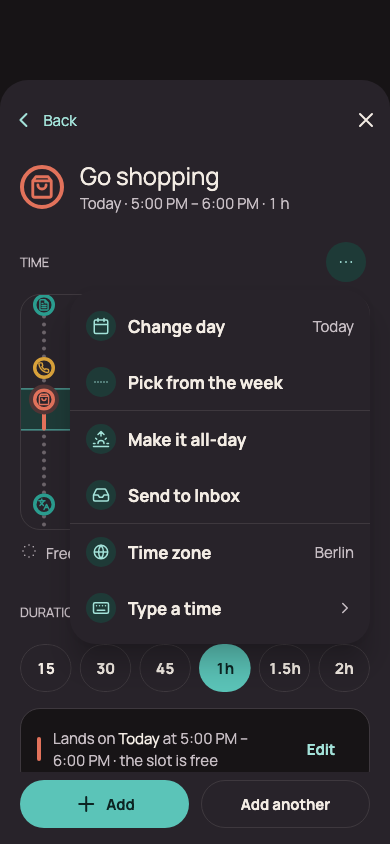 Back
Go shopping
Today · 5:00 PM – 6:00 PM · 1 h
TIME
Change day Today
Pick from the week
Make it all-day
Send to Inbox
Time zone Berlin
Type a time
15 30 45 1h 1.5h 2h
Lands on Today at 5:00 PM –
6:00 PM · the slot is free
Edit
Add Add another